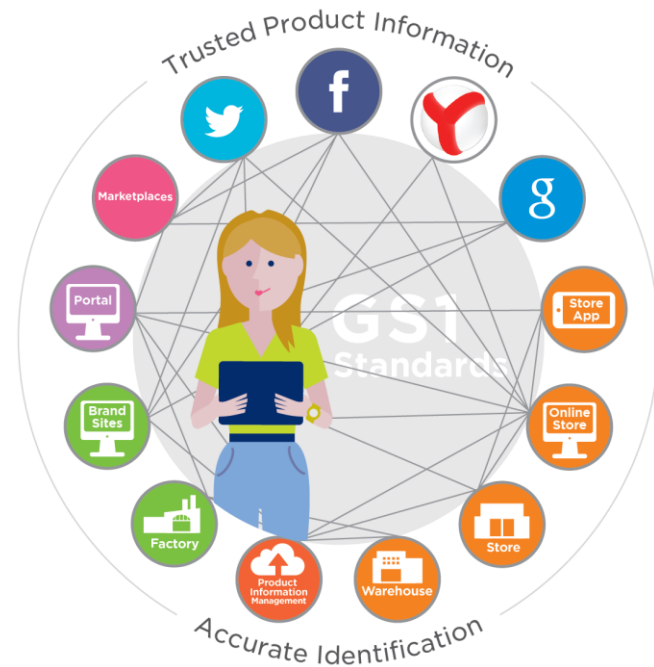 Trusted Product Information
f
g
Marketplaces
Portal
Store
App
GS1
Standards
Brand
Sites
Online
Store
Factory
Store
Product
Information
Management
Warehouse
Accurate Identification